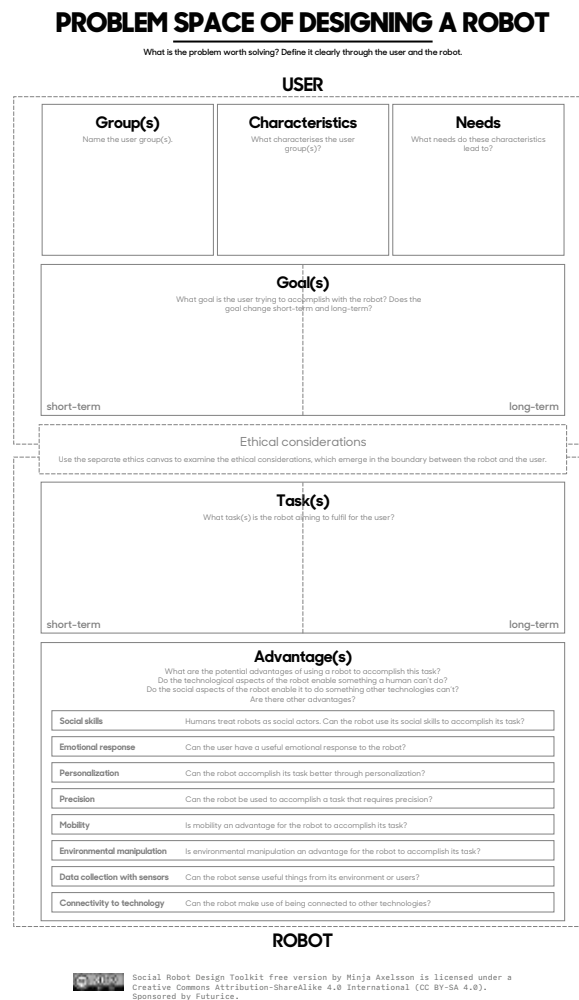 PROBLEM SPACE OF DESIGNING A ROBOT
What is the problem worth solving? Define it clearly through the user and the robot.
USER
Group(s)
Name the user group(s).
Characteristics
What characterises the user
group(s)?
Needs
What needs do these characteristics
lead to?
Goal(s)
What goal is the user trying to accomplish with the robot? Does the
goal change short-term and long-term?
short-term
long-term
Ethical considerations
Use the separate ethics canvas to examine the ethical considerations, which emerge in the boundary between the robot and the user.
Task(s)
What task(s) is the robot aiming to fulfil for the user?
short-term
long-term
Advantage(s)
What are the potential advantages of using a robot to accomplish this task?
Do the technological aspects of the robot enable something a human can't do?
Do the social aspects of the robot enable it to do something other technologies can't?
Are there other advantages?
Social skills Humans treat robots as social actors. Can the robot use its social skills to accomplish its task?
Emotional response Can the user have a useful emotional response to the robot?
Personalization Can the robot accomplish its task better through personalization?
Precision Can the robot be used to accomplish a task that requires precision?
Mobility Is mobility an advantage for the robot to accomplish its task?
Environmental manipulation Is environmental manipulation an advantage for the robot to accomplish its task?
Data collection with sensors Can the robot sense useful things from its environment or users?
Connectivity to technology Can the robot make use of being connected to other technologies?
ROBOT
Social Robot Design Toolkit free version by Minja Axelsson is licensed under a
Creative Commons Attribution-ShareAlike 4.0 International (CC BY-SA 4.0).
Sponsored by Futurice.